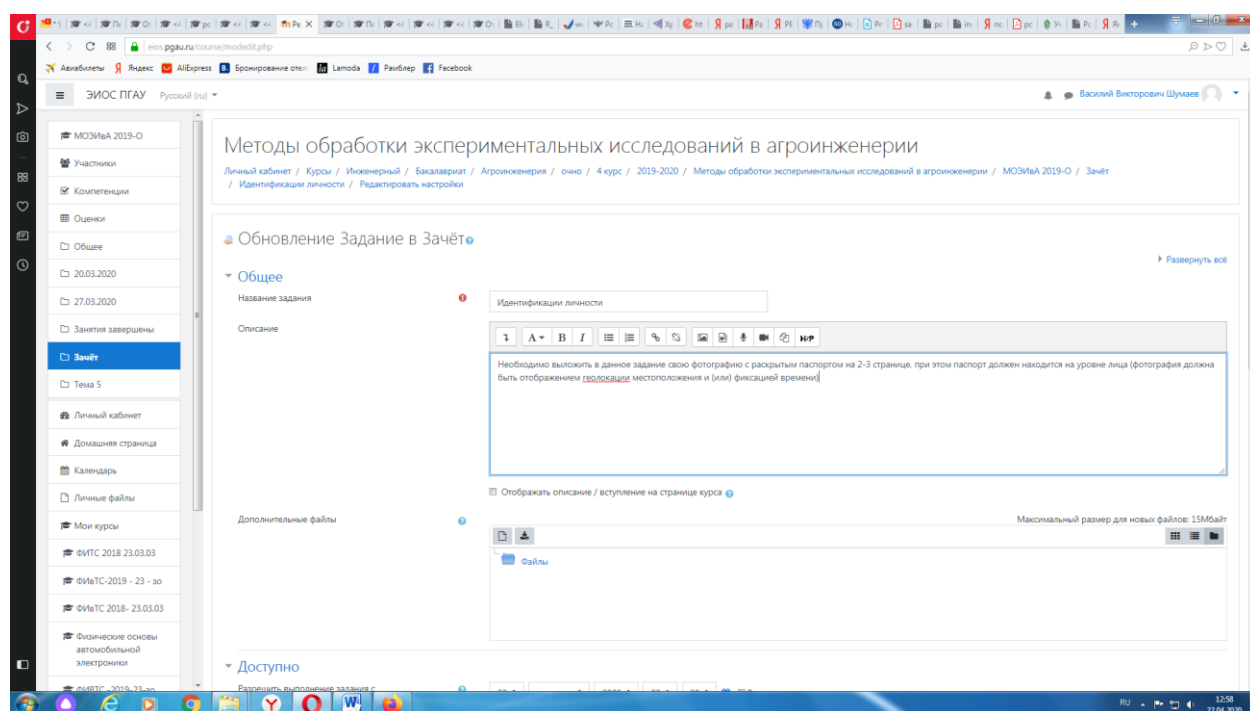 eios.pgau.ru/course/modedit.php
Авиабилеты Яндекс AliExpress Бронирование отел Lamoda Рамблер Facebook
ЭИОС ПГАУ Русский (ru)
Василий Викторович Шумаев
МОЭИвА 2019-О
Участники
Компетенции
Оценки
Общее
20.03.2020
27.03.2020
Занятия завершены
Зачёт
Тема 5
Личный кабинет
Домашняя страница
Календарь
Личные файлы
Мои курсы
ФИТС 2018 23.03.03
ФИвТС-2019 - 23 - зо
ФИвТС 2018- 23.03.03
Физические основы
автомобильной
электроники
ФИВТС -2019-23-зо
Методы обработки экспериментальных исследований в агроинженерии
Личный кабинет / Курсы / Инженерный / Бакалавриат / Агроинженерия / очно / 4 курс / 2019-2020 / Методы обработки экспериментальных исследований в агроинженерии / МОЭИвА 2019-О / Зачёт
/ Идентификации личности / Редактировать настройки
Обновление Задание в Зачёт
Развернуть всё
Общее
Название задания
Идентификации личности
Описание
Необходимо выложить в данное задание свою фотографию с раскрытым паспортом на 2-3 странице, при этом паспорт должен находится на уровне лица (фотография должна
быть отображением геолокации местоположения и (или) фиксацией времени)
Отображать описание / вступление на странице курса
Дополнительные файлы
Максимальный размер для новых файлов: 15Мбайт
Файлы
Доступно
Разрешить выполнение задания с
RU
12:58
22.04.2020